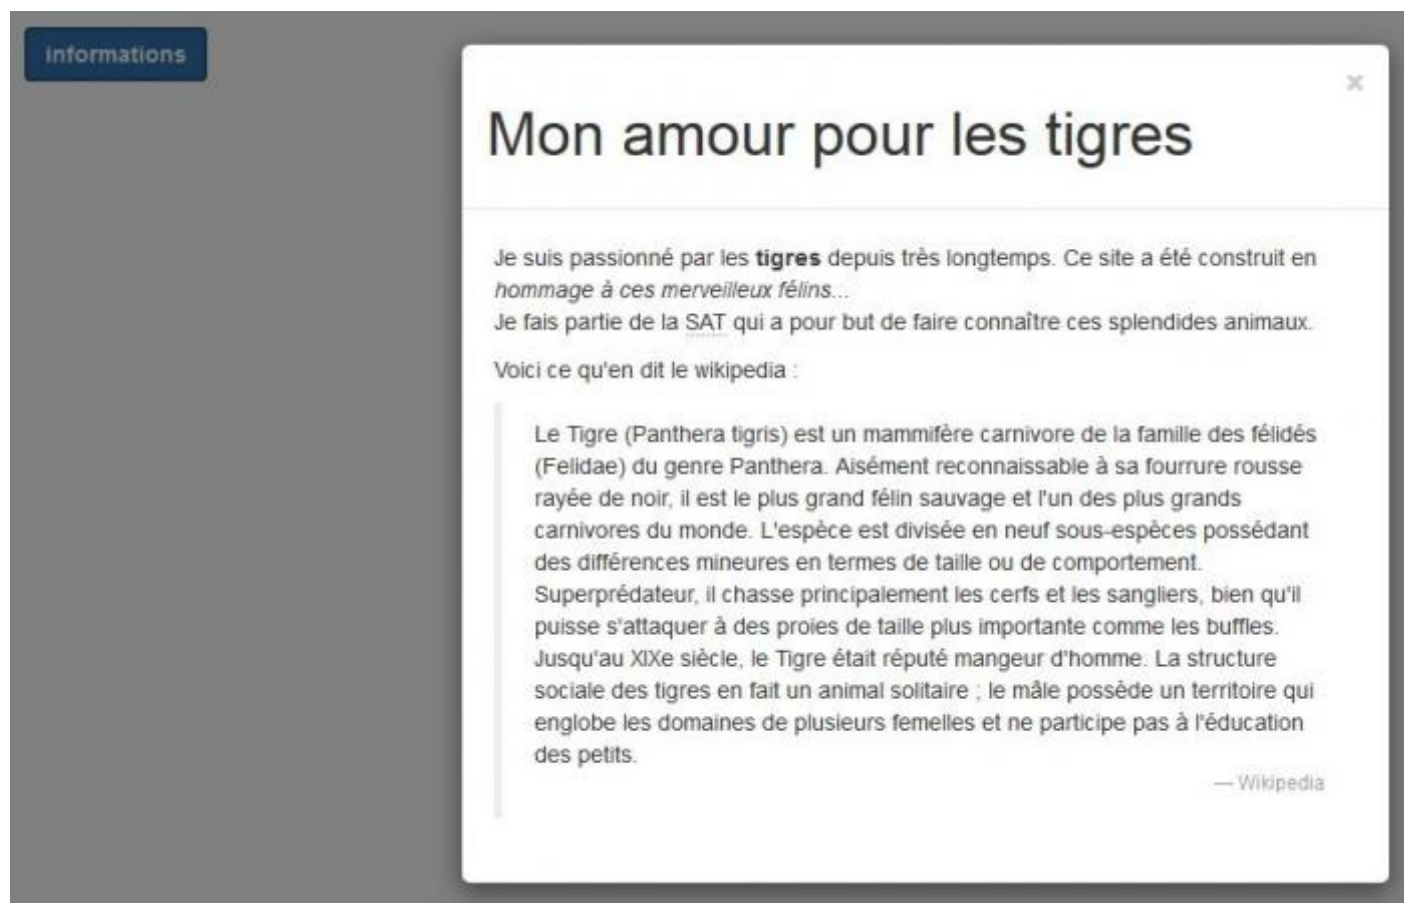 Informations
×
Mon amour pour les tigres
Je suis passionné par les tigres depuis très longtemps. Ce site a été construit en
hommage à ces merveilleux félins...
Je fais partie de la SAT qui a pour but de faire connaître ces splendides animaux.
Voici ce qu'en dit le wikipedia :
Le Tigre (Panthera tigris) est un mammifère carnivore de la famille des félidés
(Felidae) du genre Panthera. Aisément reconnaissable à sa fourrure rousse
rayée de noir, il est le plus grand félin sauvage et l'un des plus grands
carnivores du monde. L'espèce est divisée en neuf sous-espèces possédant
des différences mineures en termes de taille ou de comportement.
Superprédateur, il chasse principalement les cerfs et les sangliers, bien qu'il
puisse s'attaquer à des proies de taille plus importante comme les buffles.
Jusqu'au XIXe siècle, le Tigre était réputé mangeur d'homme. La structure
sociale des tigres en fait un animal solitaire ; le mâle possède un territoire qui
englobe les domaines de plusieurs femelles et ne participe pas à l'éducation
des petits.
— Wikipedia